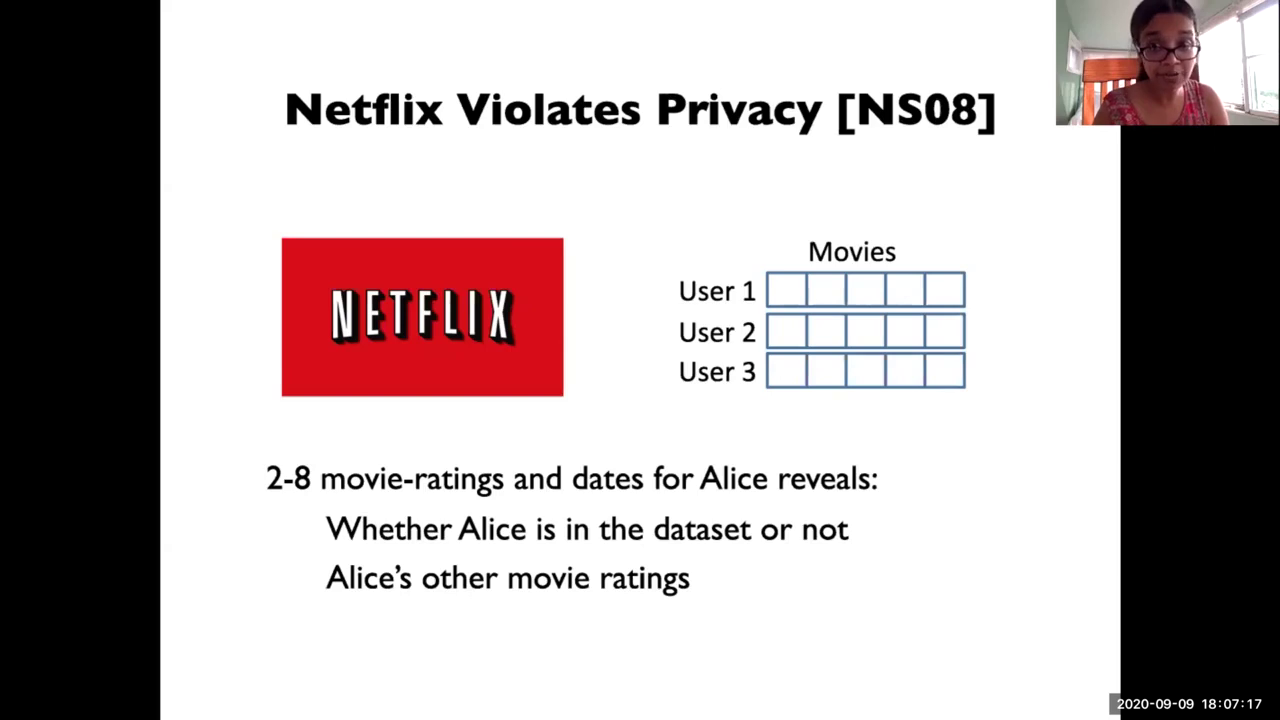 Netflix Violates Privacy [NS08]
NETFLIX
Movies
User 1
User 2
User 3
2-8 movie-ratings and dates for Alice reveals:
Whether Alice is in the dataset or not
Alice’s other movie ratings
2020-09-09 18:07:17